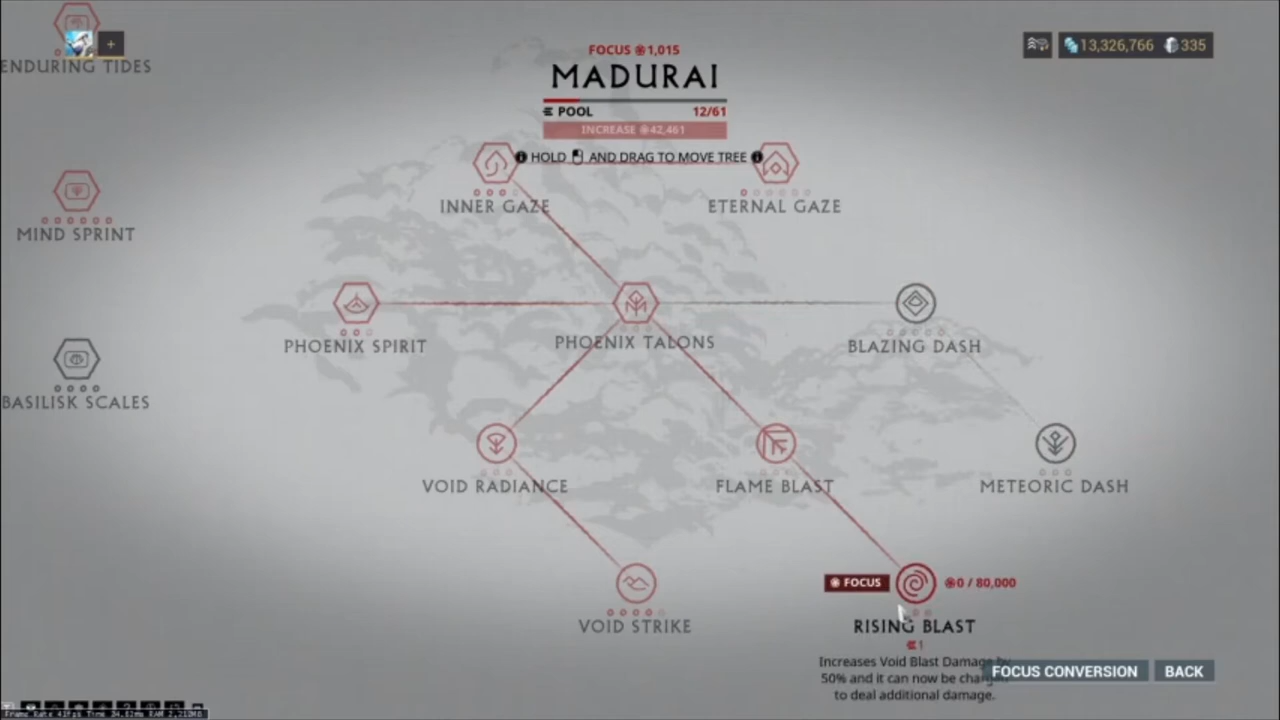 ENDURING TIDES
FOCUS 1,015
MADURAI
POOL 12/61
INCREASE 42,461
HOLD AND DRAG TO MOVE TREE
13,326,766 335
INNER GAZE
ETERNAL GAZE
MIND SPRINT
PHOENIX SPIRIT
PHOENIX TALONS
BLAZING DASH
BASILISK SCALES
VOID RADIANCE
FLAME BLAST
METEORIC DASH
FOCUS 0 / 80,000
VOID STRIKE
RISING BLAST
1
Increases Void Blast Damage by
50% and it can now be charged
to deal additional damage.
FOCUS CONVERSION BACK